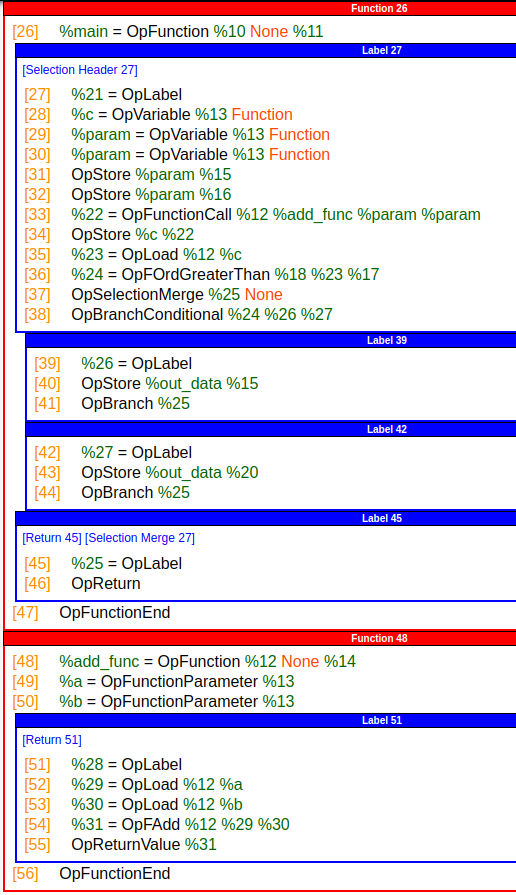 Function 26
[26] %main = OpFunction %10 None %11
Label 27
[Selection Header 27]
[27] %21 = OpLabel
[28] %c = OpVariable %13 Function
[29] %param = OpVariable %13 Function
[30] %param = OpVariable %13 Function
[31] OpStore %param %15
[32] OpStore %param %16
[33] %22 = OpFunctionCall %12 %add_func %param %param
[34] OpStore %c %22
[35] %23 = OpLoad %12 %c
[36] %24 = OpFOrdGreaterThan %18 %23 %17
[37] OpSelectionMerge %25 None
[38] OpBranchConditional %24 %26 %27
Label 39
[39] %26 = OpLabel
[40] OpStore %out_data %15
[41] OpBranch %25
Label 42
[42] %27 = OpLabel
[43] OpStore %out_data %20
[44] OpBranch %25
Label 45
[Return 45] [Selection Merge 27]
[45] %25 = OpLabel
[46] OpReturn
[47] OpFunctionEnd
Function 48
[48] %add_func = OpFunction %12 None %14
[49] %a = OpFunctionParameter %13
[50] %b = OpFunctionParameter %13
Label 51
[Return 51]
[51] %28 = OpLabel
[52] %29 = OpLoad %12 %a
[53] %30 = OpLoad %12 %b
[54] %31 = OpFAdd %12 %29 %30
[55] OpReturnValue %31
[56] OpFunctionEnd